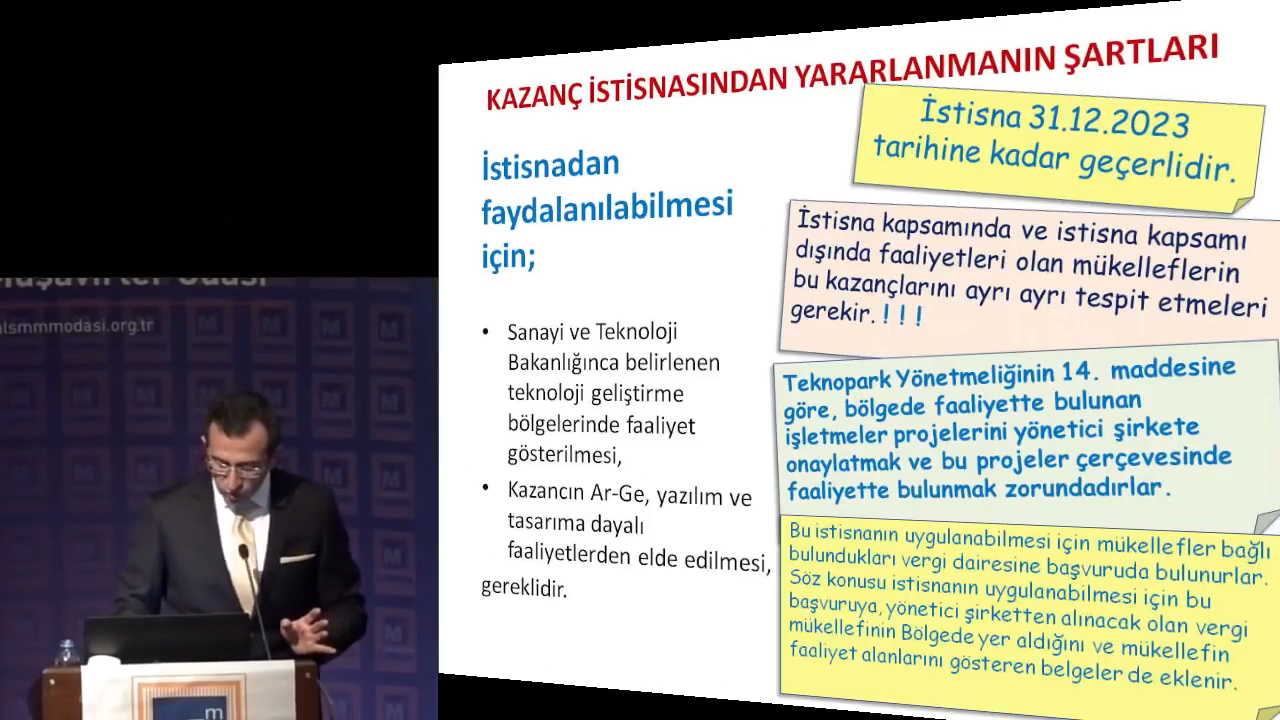 KAZANÇ İSTİSNASINDAN YARARLANMANIN ŞARTLARI
İstisnadan
faydalanılabilmesi
için;
• Sanayi ve Teknoloji
Bakanlığınca belirlenen
teknoloji geliştirme
bölgelerinde faaliyet
gösterilmesi,
• Kazancın Ar-Ge, yazılım ve
tasarıma dayalı
faaliyetlerden elde edilmesi,
gereklidir.
İstisna 31.12.2023
tarihine kadar geçerlidir.
İstisna kapsamında ve istisna kapsamı
dışında faaliyetleri olan mükelleflerin
bu kazançlarını ayrı ayrı tespit etmeleri
gerekir. ! ! !
Teknopark Yönetmeliğinin 14. maddesine
göre, bölgede faaliyette bulunan
işletmeler projelerini yönetici şirkete
onaylatmak ve bu projeler çerçevesinde
faaliyette bulunmak zorundadırlar.
Bu istisnanın uygulanabilmesi için mükellefler bağlı
bulundukları vergi dairesine başvuruda bulunurlar.
Söz konusu istisnanın uygulanabilmesi için bu
başvuruya, yönetici şirketten alınacak olan vergi
mükellefinin Bölgede yer aldığını ve mükellefin
faaliyet alanlarını gösteren belgeler de eklenir.
alsmmmodasi.org.tr
m